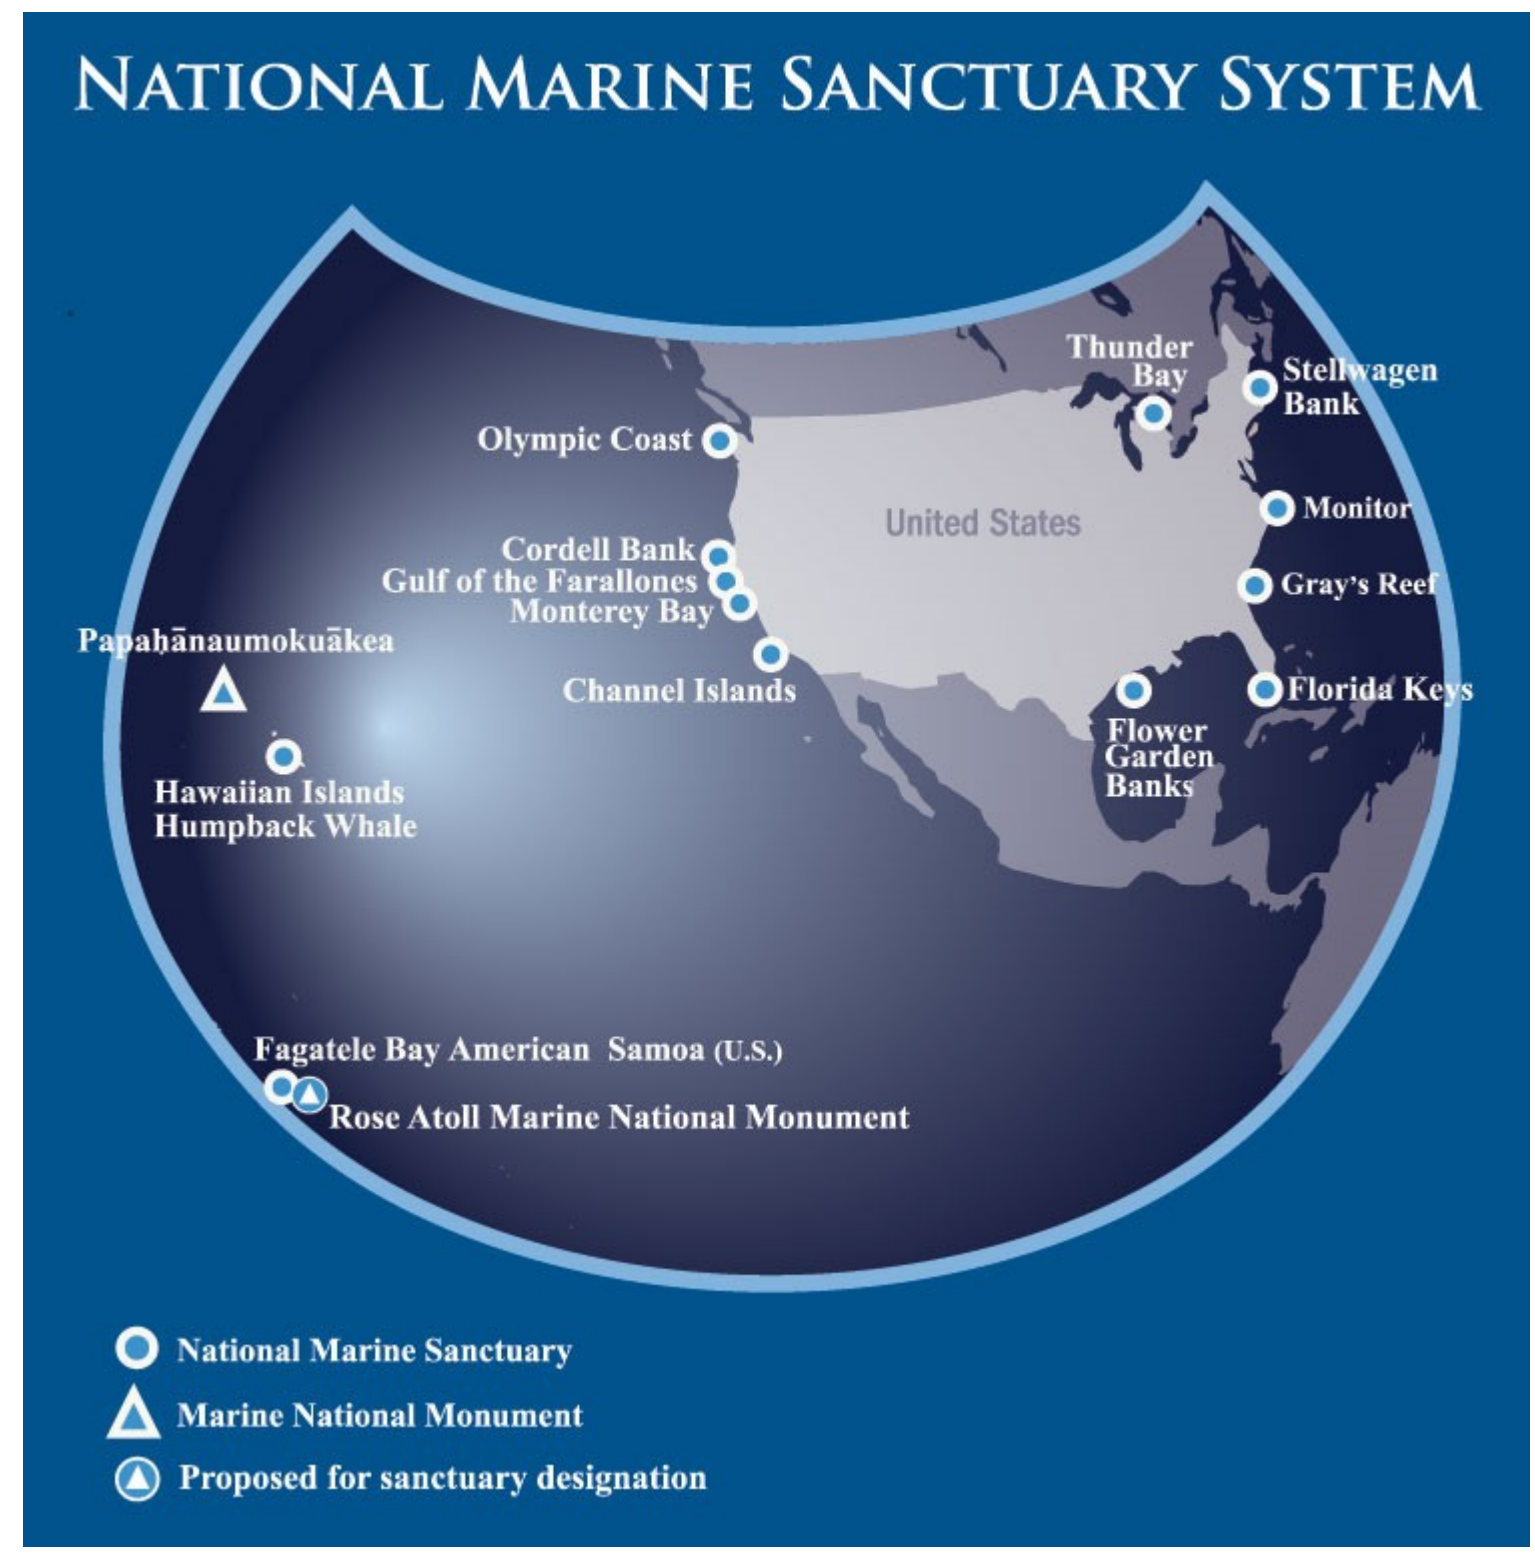 NATIONAL MARINE SANCTUARY SYSTEM
Thunder
Bay
Stellwagen
Bank
Olympic Coast
United States
Monitor
Cordell Bank
Gulf of the Farallones
Monterey Bay
Gray's Reef
Papahānaumokuākea
Channel Islands
Florida Keys
Flower
Garden
Banks
Hawaiian Islands
Humpback Whale
Fagatele Bay American Samoa (U.S.)
Rose Atoll Marine National Monument
National Marine Sanctuary
Marine National Monument
Proposed for sanctuary designation